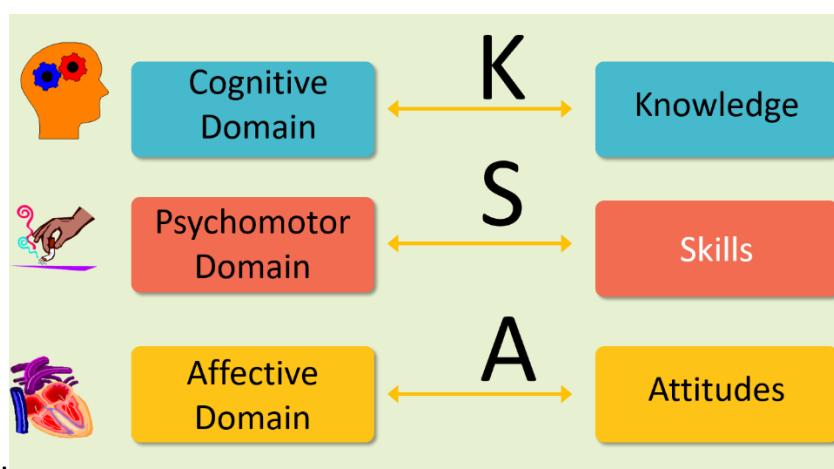 Cognitive
Domain
K
Knowledge
Psychomotor
Domain
S
Skills
Affective
Domain
A
Attitudes